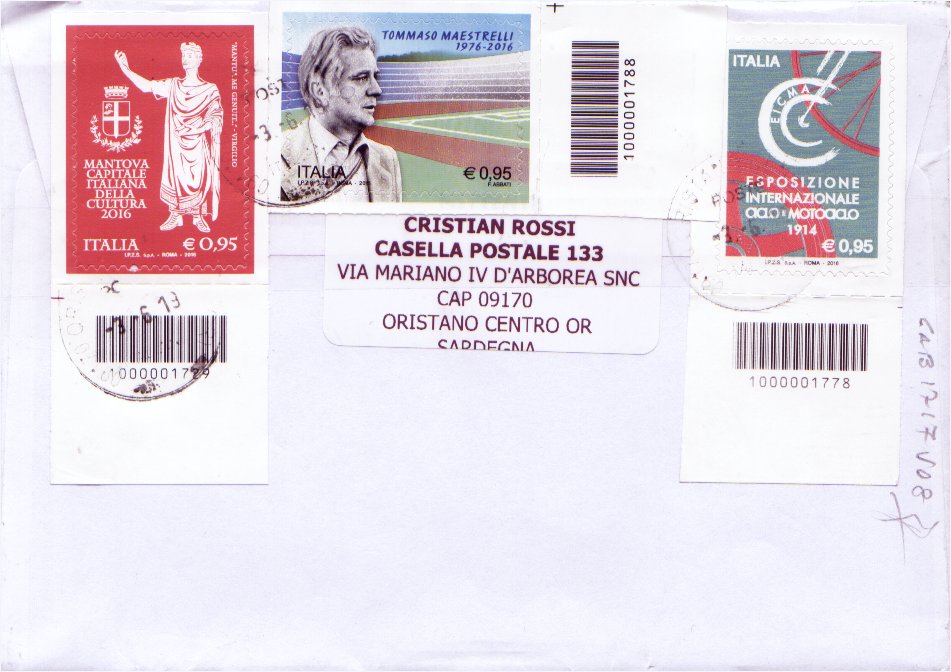 "MANTUA ME GENUIT..." - VIRGILIO
MANTOVA
CAPITALE
ITALIANA
DELLA
CULTURA
2016
ITALIA € 0,95
I.P.Z.S. S.p.A. - ROMA - 2016
TOMMASO MAESTRELLI
1976-2016
ITALIA € 0,95
I.P.Z.S. S.p.A. - ROMA - 2016 F. ABBATI
1000001788
ITALIA
EICMA
ESPOSIZIONE
INTERNAZIONALE
CICLO - MOTOCICLO
1914
€ 0,95
I.P.Z.S. S.p.A. - ROMA - 2016
CRISTIAN ROSSI
CASELLA POSTALE 133
VIA MARIANO IV D'ARBOREA SNC
CAP 09170
ORISTANO CENTRO OR
SARDEGNA
1000001729
1000001778